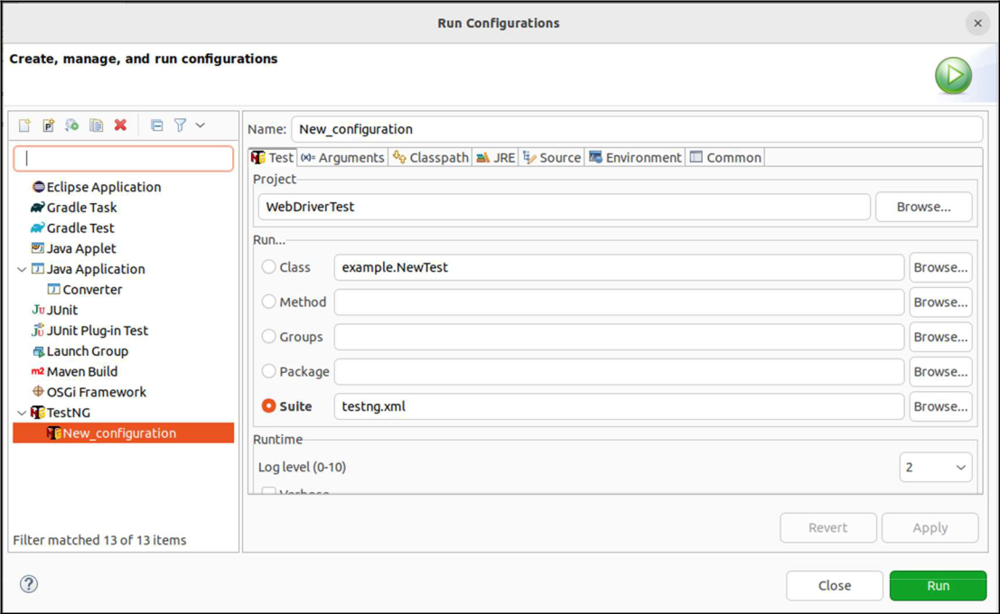 Run Configurations
Create, manage, and run configurations
Eclipse Application
Gradle Task
Gradle Test
Java Applet
Java Application
Converter
Ju JUnit
JUnit Plug-in Test
Launch Group
m2 Maven Build
OSGi Framework
TestNG
New_configuration
Filter matched 13 of 13 items
Name: New_configuration
Test (x)= Arguments Classpath JRE Source Environment Common
Project
WebDriverTest Browse...
Run...
Class example.NewTest Browse...
Method Browse...
Groups Browse...
Package Browse...
Suite testng.xml Browse...
Runtime
Log level (0-10) 2
Verbose
Revert Apply
? Close Run